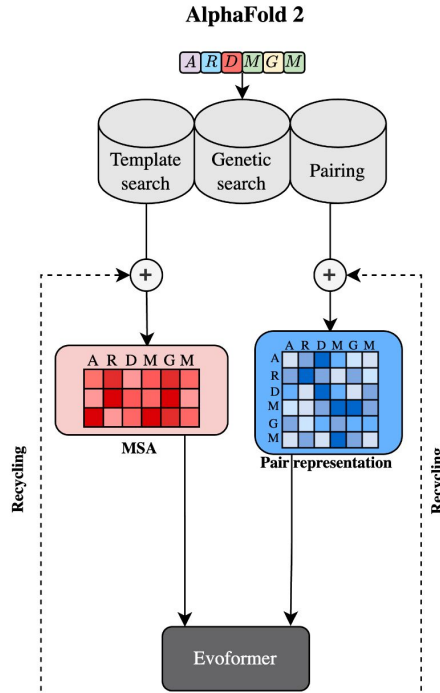 AlphaFold 2
A R D M G M
Template search
Genetic search
Pairing
+
+
A R D M G M
MSA
A R D M G M
A
R
D
M
G
M
Pair representation
Recycling
Recycling
Evoformer